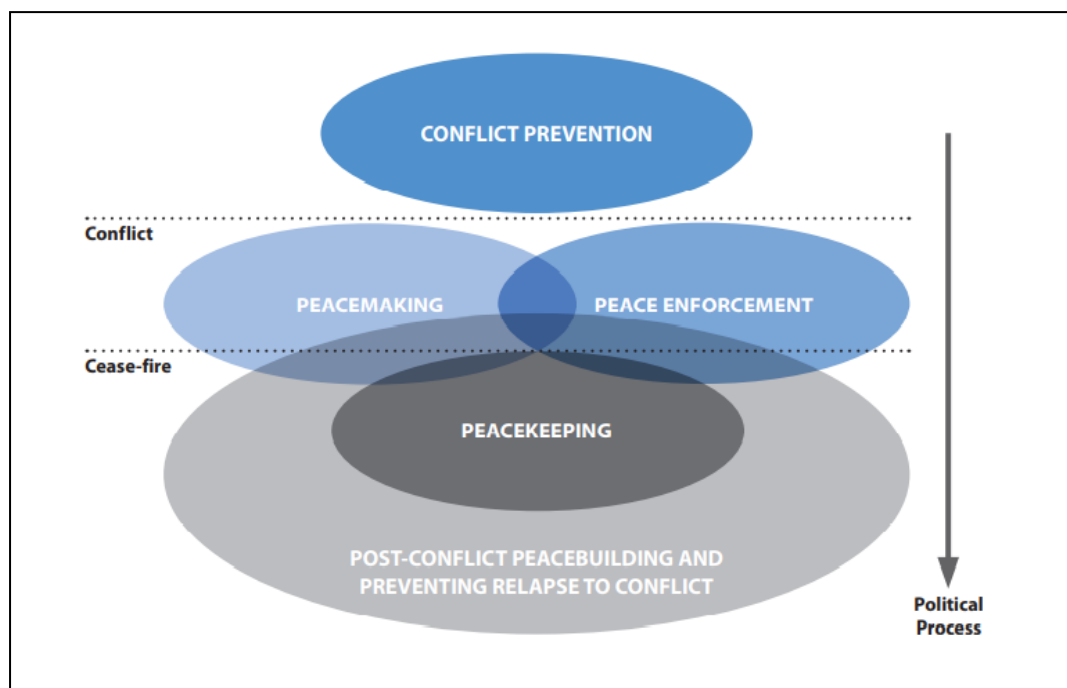 CONFLICT PREVENTION
Conflict
PEACEMAKING
PEACE ENFORCEMENT
Cease-fire
PEACEKEEPING
POST-CONFLICT PEACEBUILDING AND
PREVENTING RELAPSE TO CONFLICT
Political
Process